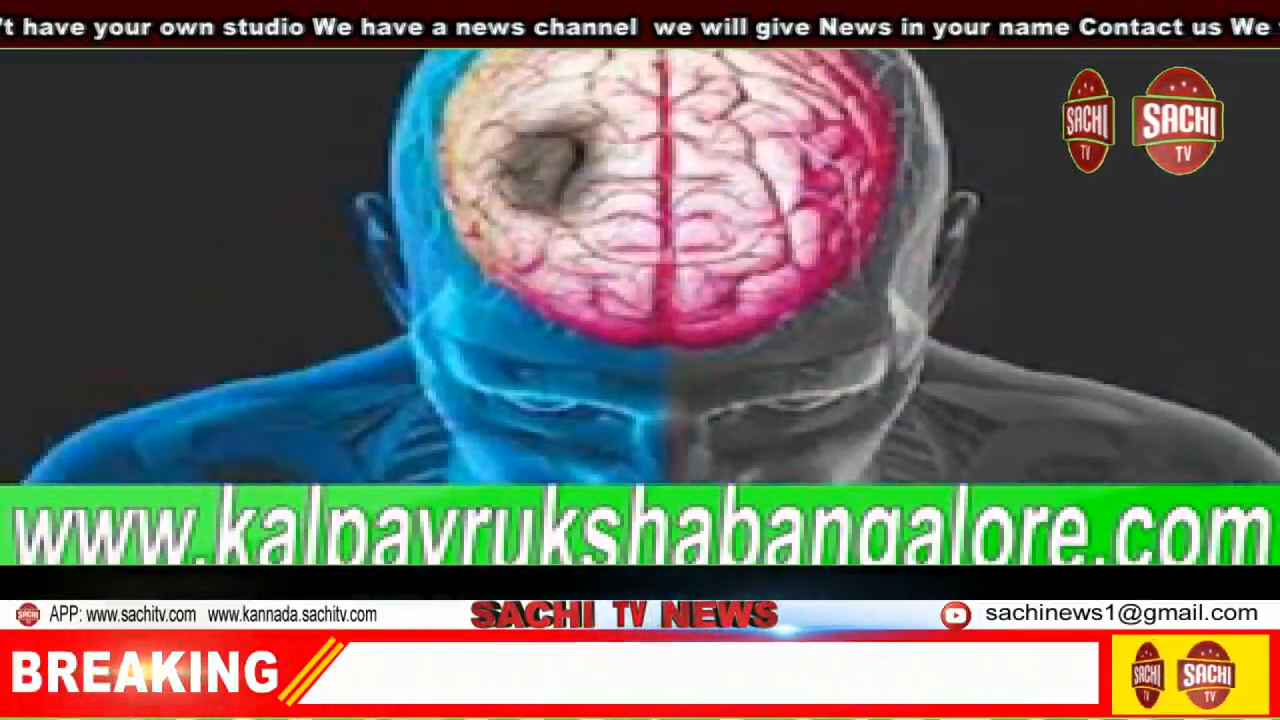 't have your own studio We have a news channel we will give News in your name Contact us We
SACHI TV
SACHI TV
www.kalpavrukshabangalore.com
SACHI APP: www.sachitv.com www.kannada.sachitv.com
SACHI TV NEWS
sachinews1@gmail.com
BREAKING
SACHI TV
SACHI TV